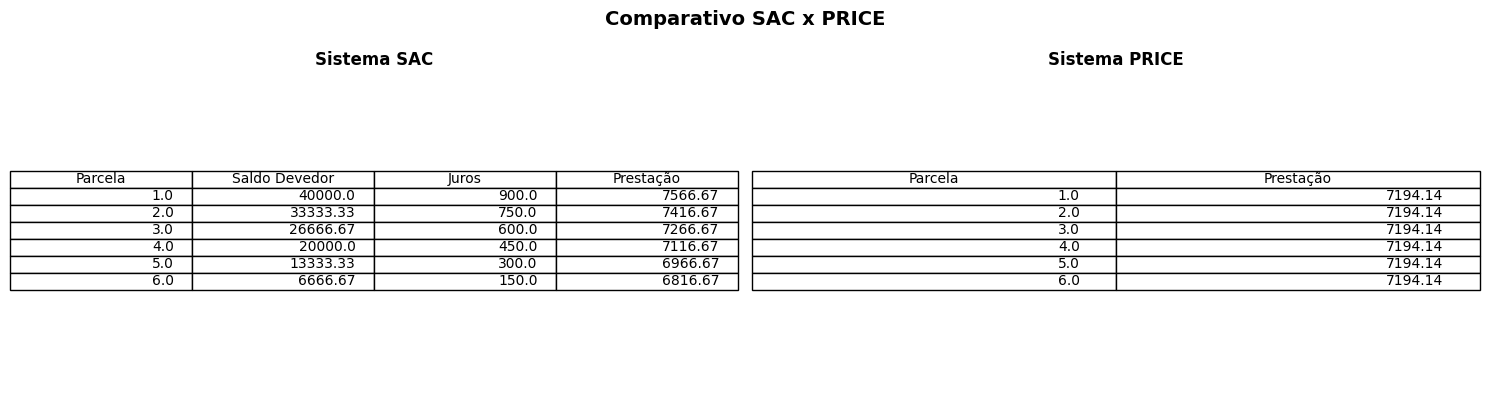 Comparativo SAC x PRICE
Sistema SAC
Parcela Saldo Devedor Juros Prestação
1.0 40000.0 900.0 7566.67
2.0 33333.33 750.0 7416.67
3.0 26666.67 600.0 7266.67
4.0 20000.0 450.0 7116.67
5.0 13333.33 300.0 6966.67
6.0 6666.67 150.0 6816.67
Sistema PRICE
Parcela Prestação
1.0 7194.14
2.0 7194.14
3.0 7194.14
4.0 7194.14
5.0 7194.14
6.0 7194.14